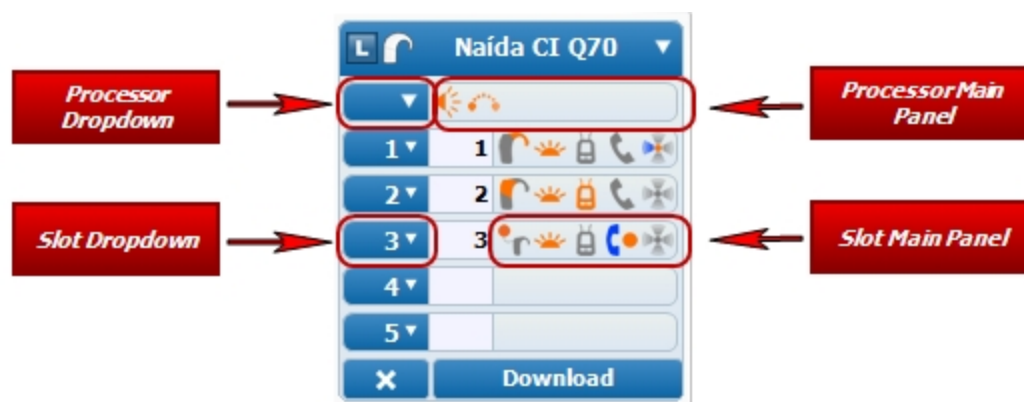 L Naída CI Q70
Processor
Dropdown
Processor Main
Panel
1 1
2 2
Slot Dropdown
3 3
Slot Main Panel
4
5
Download